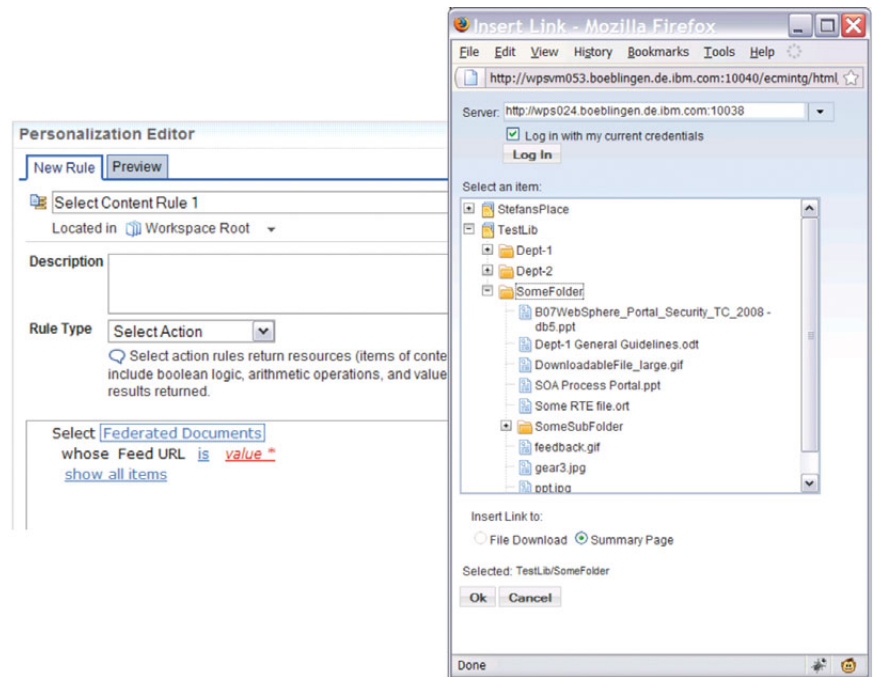 Personalization Editor
New Rule Preview
Select Content Rule 1
Located in Workspace Root
Description
Rule Type Select Action
Select action rules return resources (items of conte
include boolean logic, arithmetic operations, and value
results returned.
Select Federated Documents
whose Feed URL is value *
show all items
Insert Link - Mozilla Firefox
File Edit View History Bookmarks Tools Help
http://wpsvm053.boeblingen.de.ibm.com:10040/ecmintg/html
Server: http://wps024.boeblingen.de.ibm.com:10038
Log in with my current credentials
Log In
Select an item:
StefansPlace
TestLib
Dept-1
Dept-2
SomeFolder
B07WebSphere_Portal_Security_TC_2008 -
db5.ppt
Dept-1 General Guidelines.odt
DownloadableFile_large.gif
SOA Process Portal.ppt
Some RTE file.ort
SomeSubFolder
feedback.gif
gear3.jpg
ppt.jpg
Insert Link to:
File Download Summary Page
Selected: TestLib/SomeFolder
Ok Cancel
Done